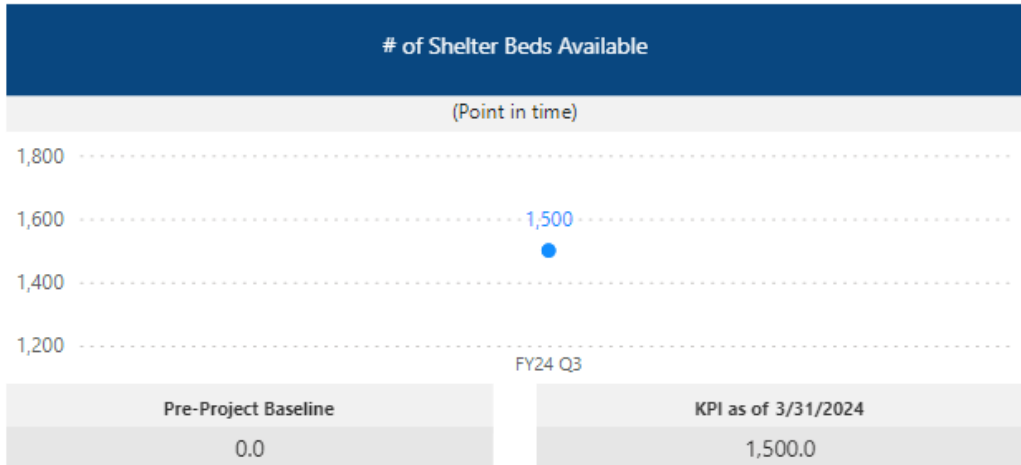 # of Shelter Beds Available
(Point in time)
1,800
1,600
1,500
1,400
1,200
FY24 Q3
Pre-Project Baseline
KPI as of 3/31/2024
0.0
1,500.0